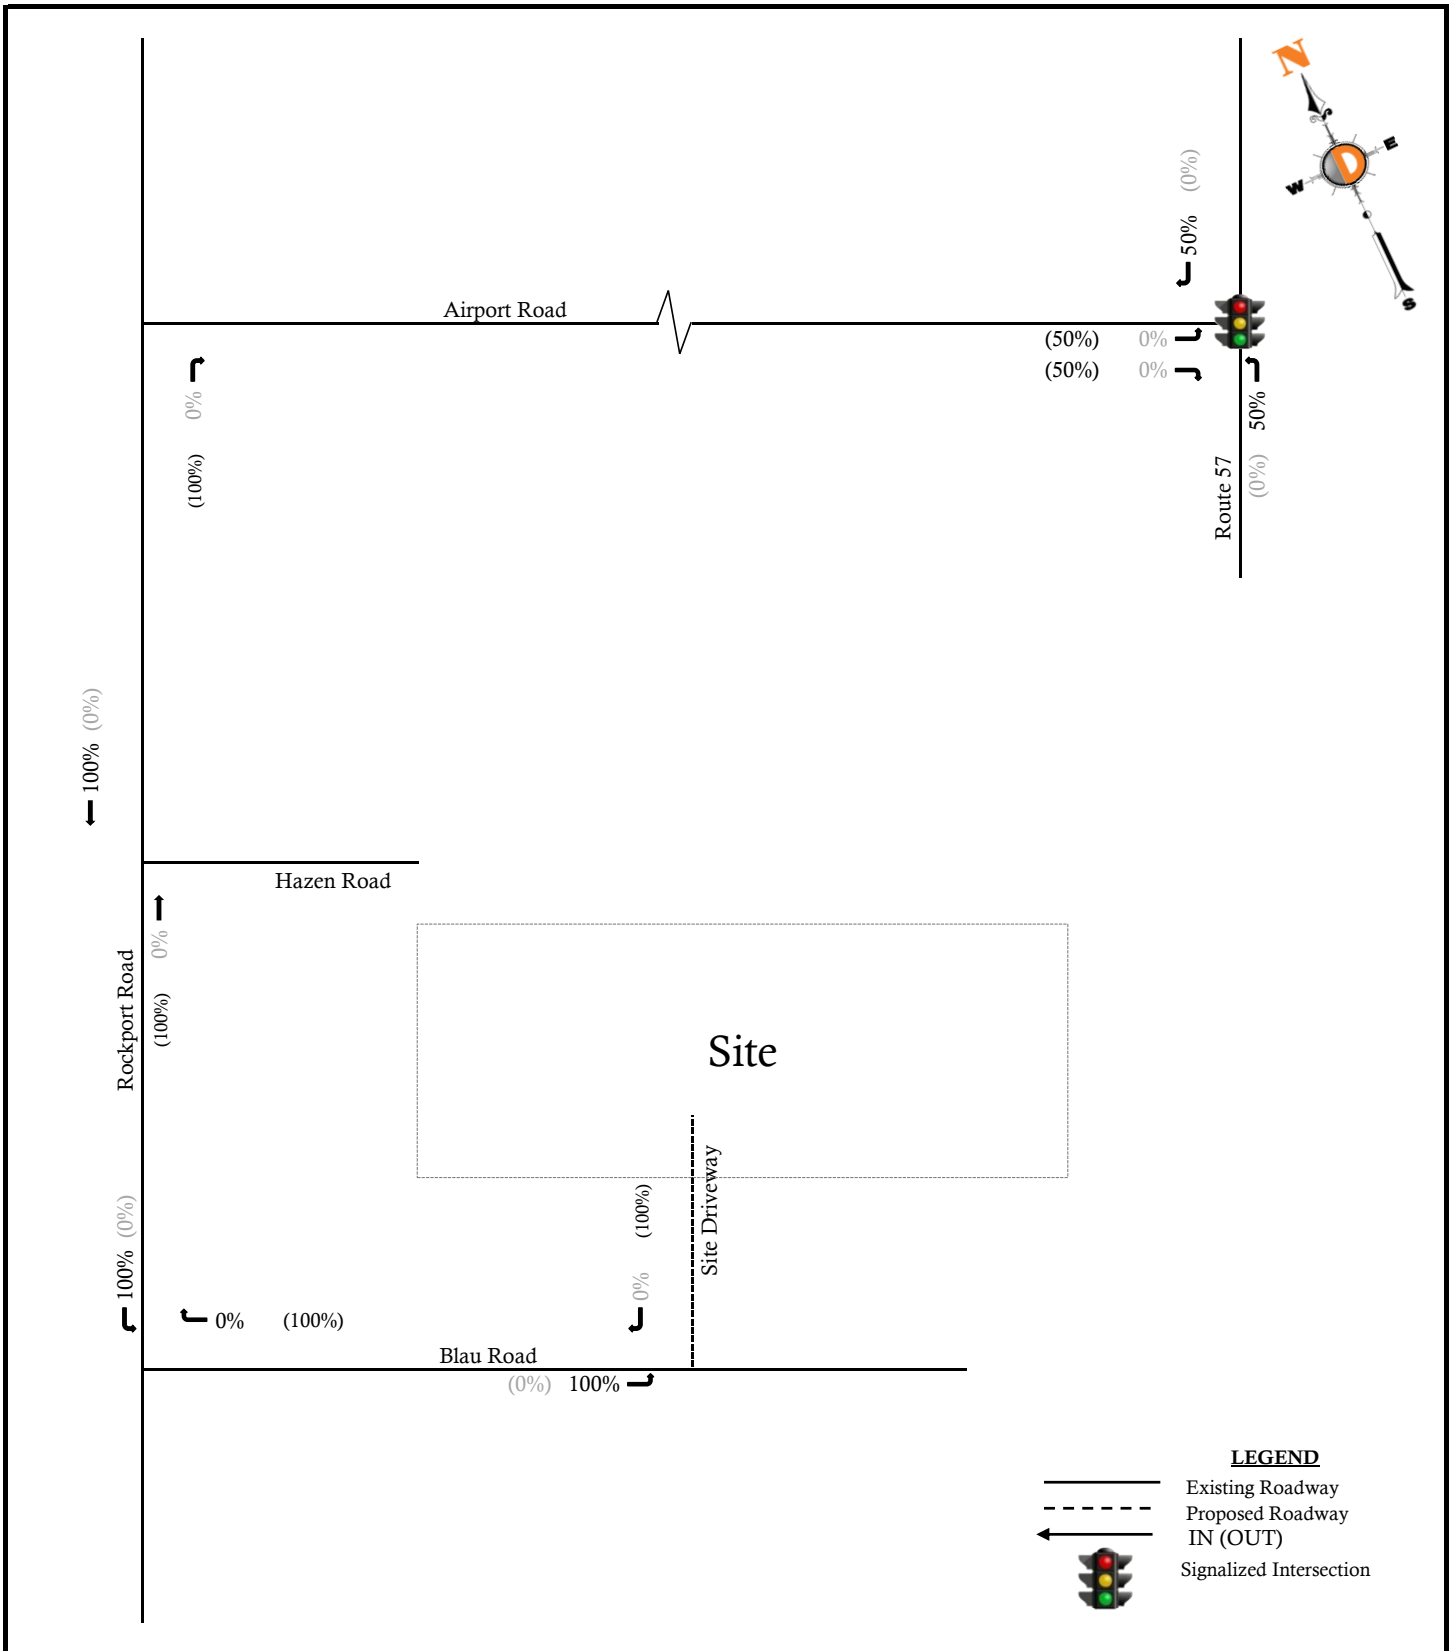 N
E
W
D
S
(0%)
50%
Airport Road
(50%) 0%
(50%) 0%
0%
(100%)
50%
(0%)
Route 57
(0%)
100%
Hazen Road
0%
(100%)
Rockport Road
Site
Site Driveway
(100%)
0%
(0%)
100%
0% (100%)
Blau Road
(0%) 100%
LEGEND
Existing Roadway
Proposed Roadway
IN (OUT)
Signalized Intersection